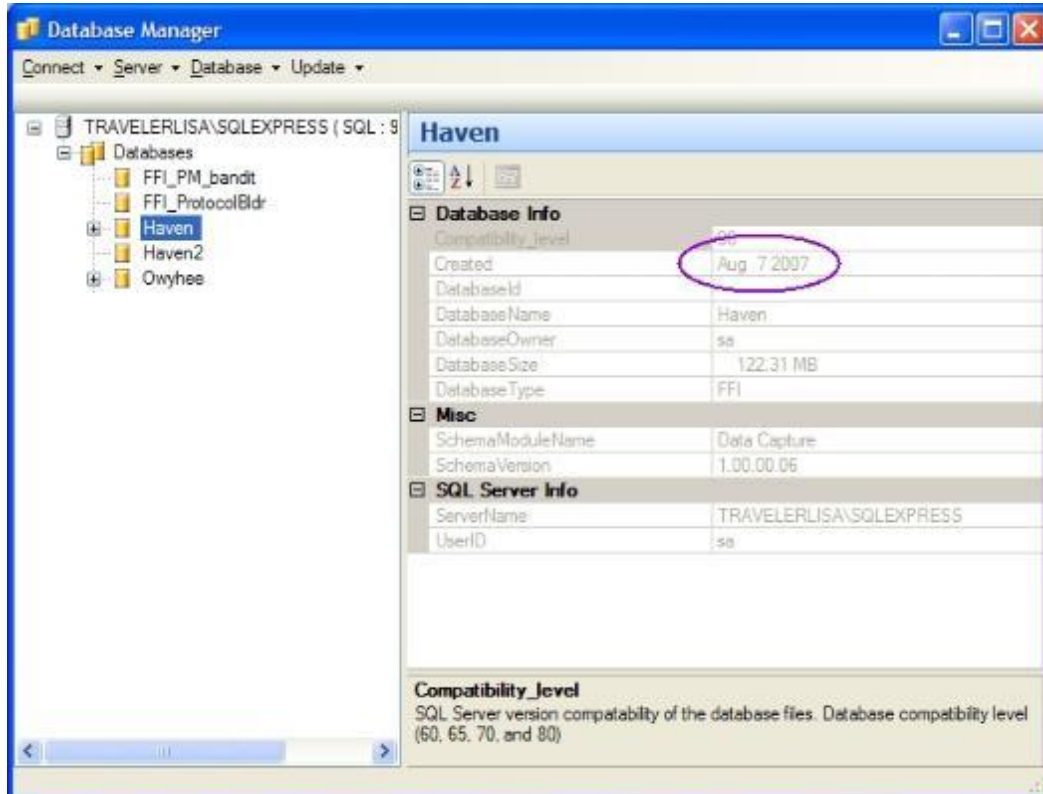 Database Manager
Connect Server Database Update
TRAVELERLISA\SQLEXPRESS ( SQL : 9
Databases
FFI_PM_bandit
FFI_ProtocolBldr
Haven
Haven2
Owyhee
Haven
Database Info
Compatibility_level 90
Created Aug 7 2007
DatabaseId
DatabaseName Haven
DatabaseOwner sa
DatabaseSize 122.31 MB
DatabaseType FFI
Misc
SchemaModuleName Data Capture
SchemaVersion 1.00.00.06
SQL Server Info
ServerName TRAVELERLISA\SQLEXPRESS
UserID sa
Compatibility_level
SQL Server version compatability of the database files. Database compatibility level
(60, 65, 70, and 80)